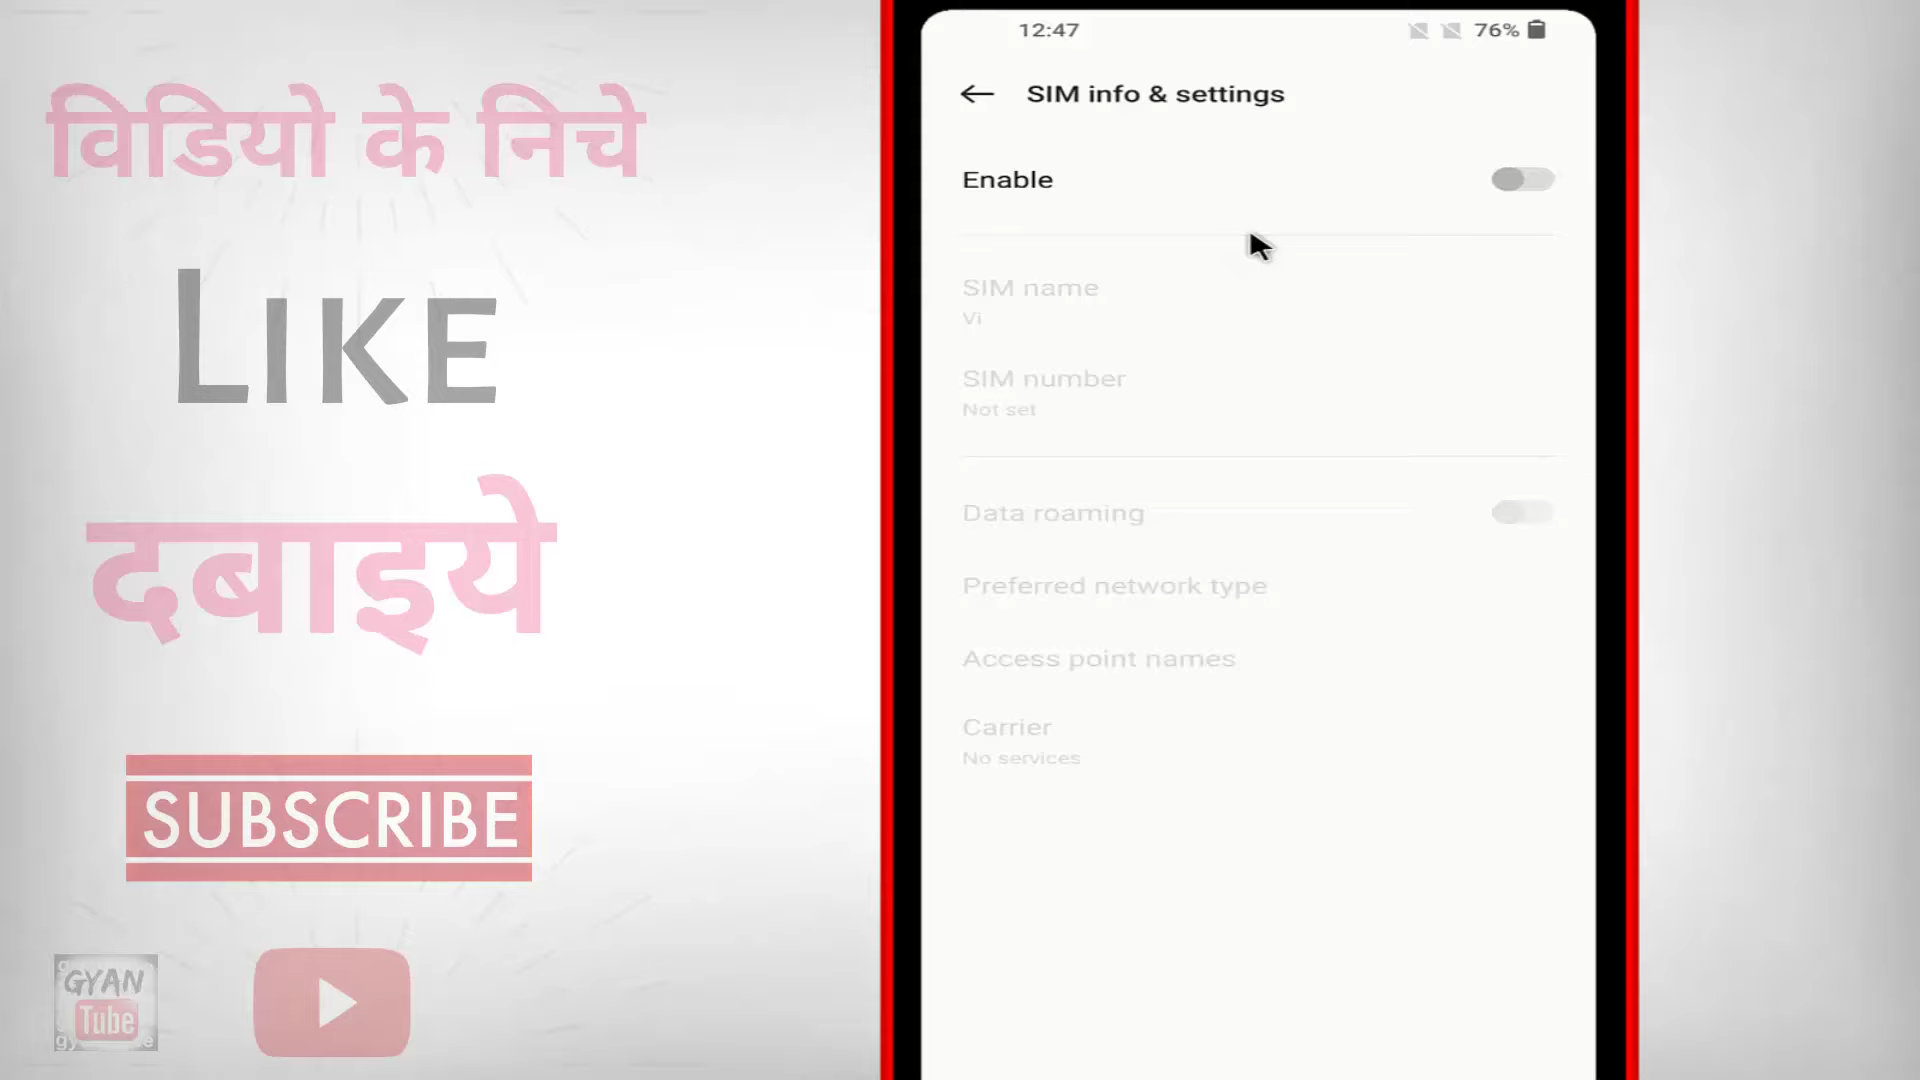 विडियो के निचे
LIKE
दबाइये
SUBSCRIBE
GYAN
Tube
12:47
76%
SIM info & settings
Enable
SIM name
Vi
SIM number
Not set
Data roaming
Preferred network type
Access point names
Carrier
No services